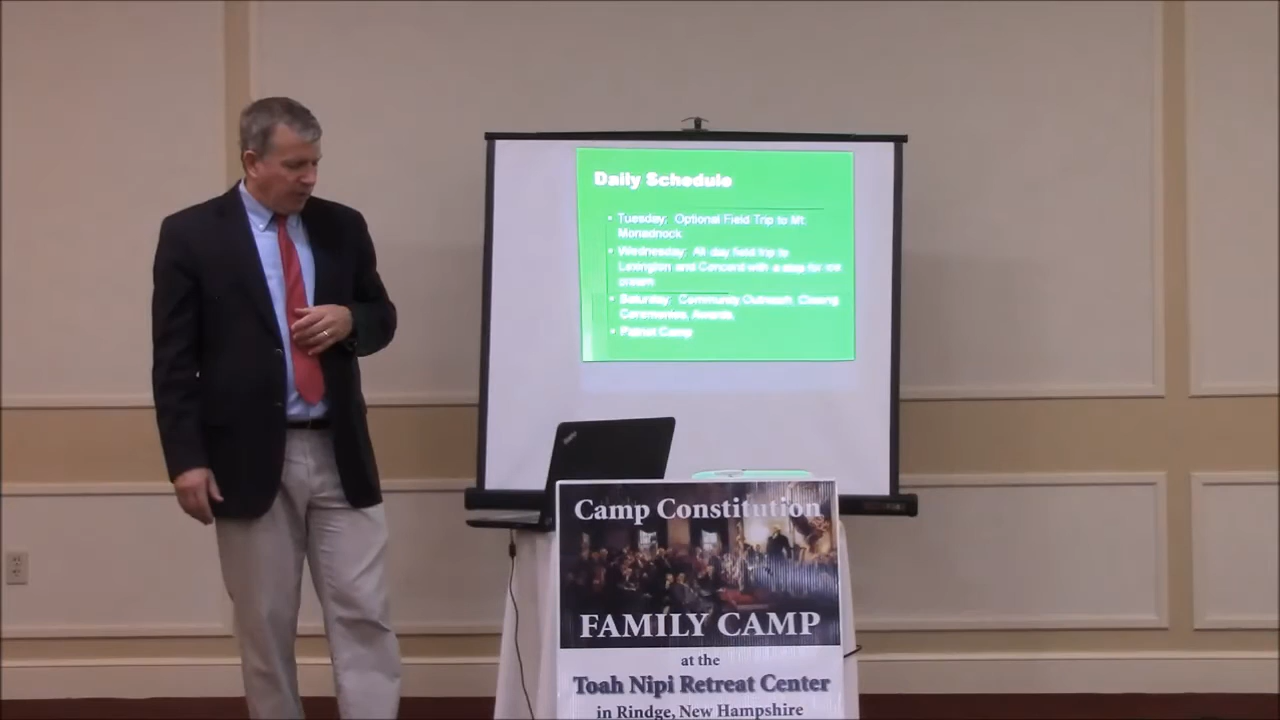 Daily Schedule
• Tuesday: Optional Field Trip to Mt.
Monadnock
• Wednesday: All day field trip to
Lexington and Concord with a stop for ice
cream
• Saturday: Community Outreach, Closing
Ceremonies, Awards.
• Patriot Camp
Camp Constitution
FAMILY CAMP
at the
Toah Nipi Retreat Center
in Rindge, New Hampshire